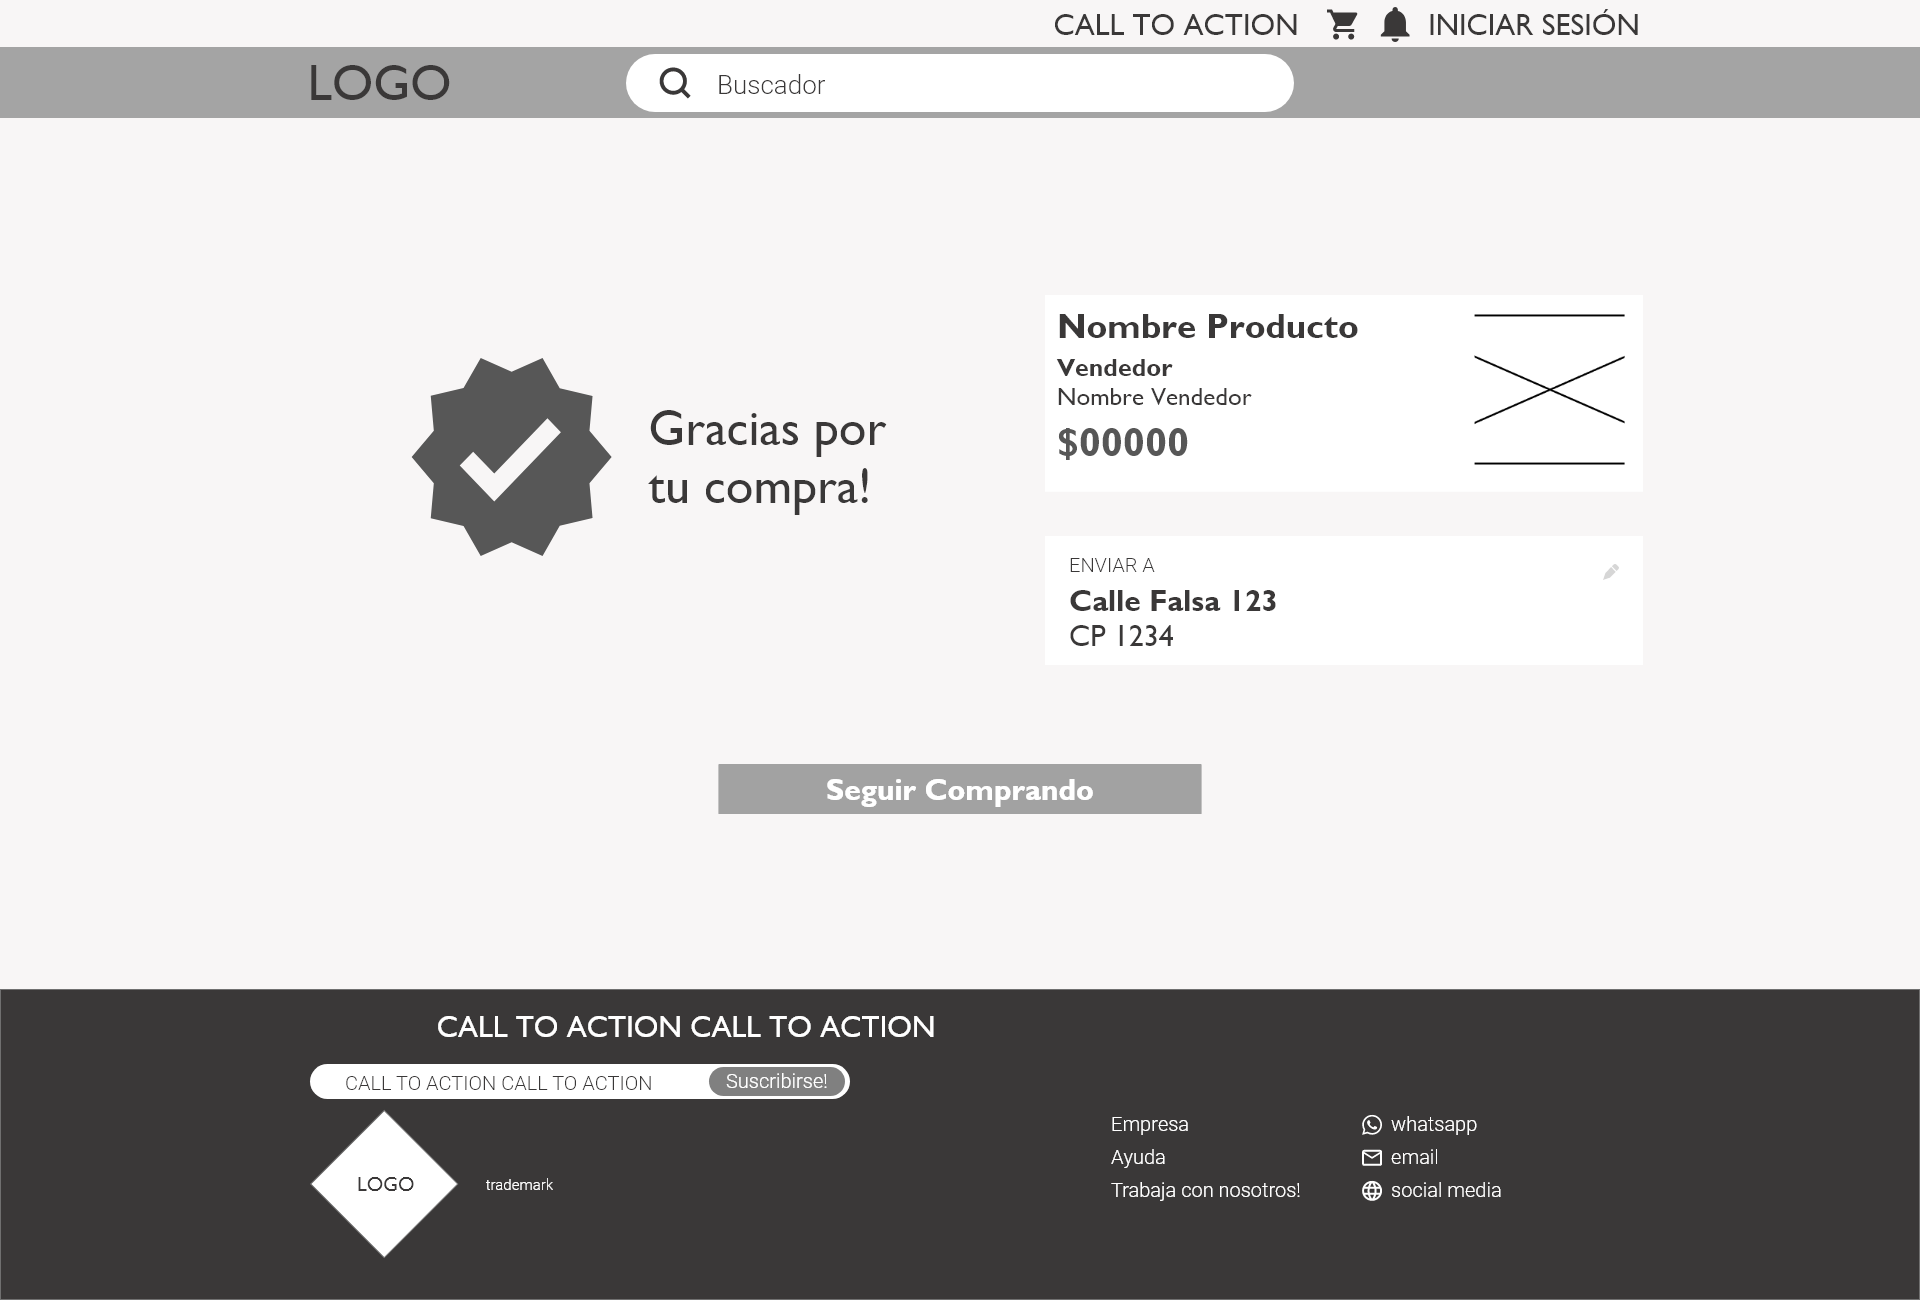 CALL TO ACTION
INICIAR SESIÓN
LOGO
Buscador
Gracias por
tu compra!
Nombre Producto
Vendedor
Nombre Vendedor
$00000
ENVIAR A
Calle Falsa 123
CP 1234
Seguir Comprando
CALL TO ACTION CALL TO ACTION
CALL TO ACTION CALL TO ACTION
Suscribirse!
LOGO
trademark
Empresa
Ayuda
Trabaja con nosotros!
whatsapp
email
social media